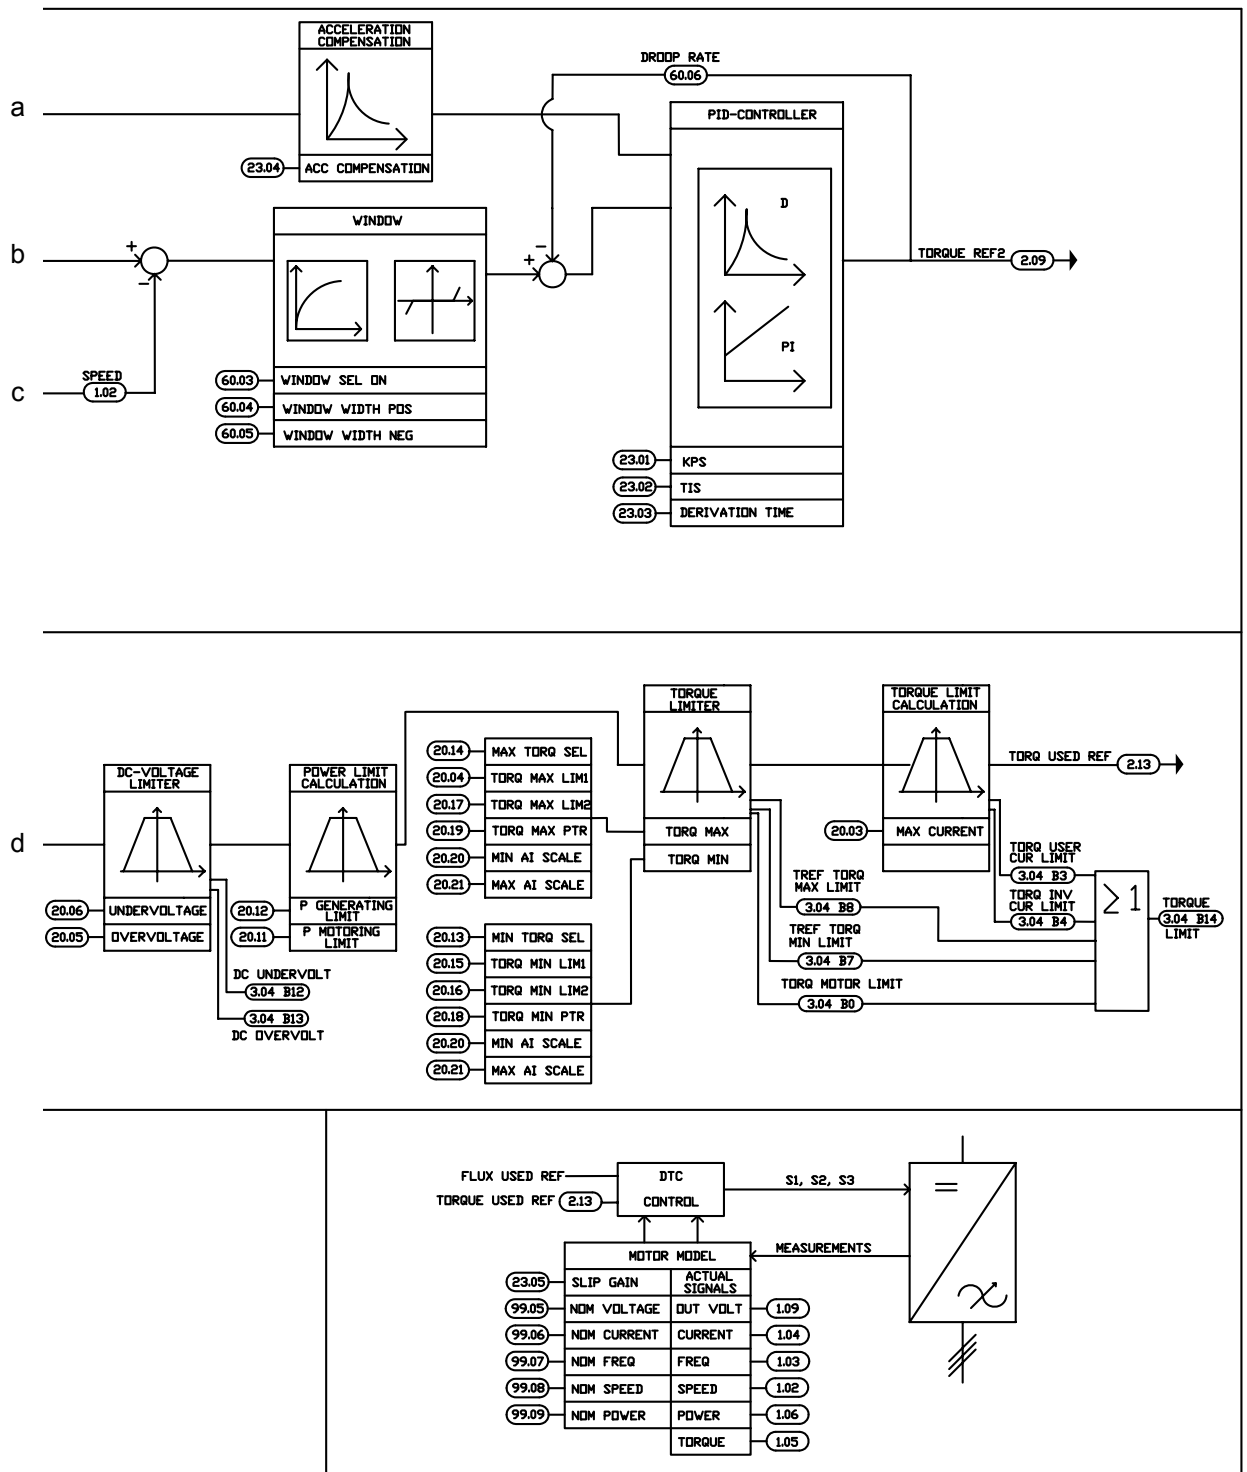 ACCELERATION
COMPENSATION
DROOP RATE
60.06
a
PID-CONTROLLER
23.04
ACC COMPENSATION
WINDOW
D
b
+
−
+
−
TORQUE REF2
2.09
PI
SPEED
c
1.02
60.03
WINDOW SEL ON
60.04
WINDOW WIDTH POS
60.05
WINDOW WIDTH NEG
23.01
KPS
23.02
TIS
23.03
DERIVATION TIME
TORQUE
LIMITER
TORQUE LIMIT
CALCULATION
DC-VOLTAGE
LIMITER
POWER LIMIT
CALCULATION
20.14
MAX TORQ SEL
20.04
TORQ MAX LIM1
20.17
TORQ MAX LIM2
20.19
TORQ MAX PTR
20.20
MIN AI SCALE
20.21
MAX AI SCALE
TORQ USED REF
2.13
TORQ MAX
TORQ MIN
20.03
MAX CURRENT
d
TORQ USER
CUR LIMIT
3.04 B3
TORQ INV
CUR LIMIT
3.04 B4
TREF TORQ
MAX LIMIT
3.04 B8
TREF TORQ
MIN LIMIT
3.04 B7
TORQ MOTOR LIMIT
3.04 B0
≥1
TORQUE
3.04 B14
LIMIT
20.06
UNDERVOLTAGE
20.05
OVERVOLTAGE
20.12
P GENERATING
LIMIT
20.11
P MOTORING
LIMIT
20.13
MIN TORQ SEL
20.15
TORQ MIN LIM1
20.16
TORQ MIN LIM2
20.18
TORQ MIN PTR
20.20
MIN AI SCALE
20.21
MAX AI SCALE
DC UNDERVOLT
3.04 B12
3.04 B13
DC OVERVOLT
FLUX USED REF
TORQUE USED REF
2.13
DTC
CONTROL
S1, S2, S3
MEASUREMENTS
MOTOR MODEL
23.05
SLIP GAIN
ACTUAL
SIGNALS
99.05
NOM VOLTAGE
OUT VOLT
1.09
99.06
NOM CURRENT
CURRENT
1.04
99.07
NOM FREQ
FREQ
1.03
99.08
NOM SPEED
SPEED
1.02
99.09
NOM POWER
POWER
1.06
TORQUE
1.05